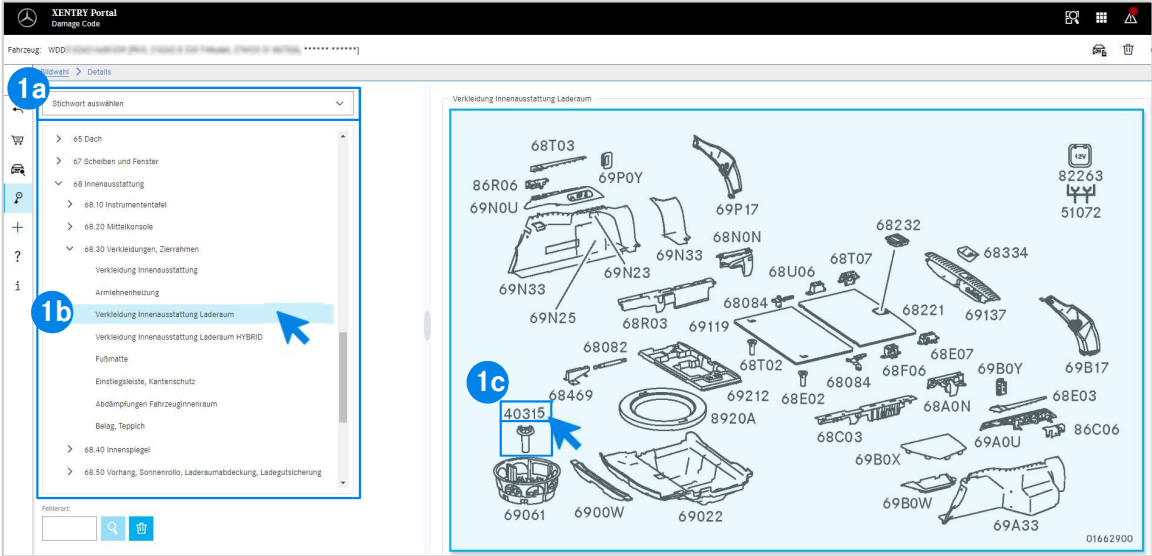 XENTRY Portal
Damage Code
Fahrzeug: WDD
****** ******]
Bildwahl > Details
1a
Stichwort auswählen
65 Dach
67 Scheiben und Fenster
68 Innenausstattung
68.10 Instrumententafel
68.20 Mittelkonsole
68.30 Verkleidungen, Zierrahmen
Verkleidung Innenausstattung
Armlehnenheizung
1b
Verkleidung Innenausstattung Laderaum
Verkleidung Innenausstattung Laderaum HYBRID
Fußmatte
Einstiegsleiste, Kantenschutz
Abdämpfungen Fahrzeuginnenraum
Belag, Teppich
68.40 Innenspiegel
68.50 Vorhang, Sonnenrollo, Laderaumabdeckung, Ladegutsicherung
Fehlerort:
Verkleidung Innenausstattung Laderaum
68T03
69P0Y
12V
82263
86R06
69N0U
69P17
51072
68232
68N0N
69N33
68334
69N23
68T07
68U06
69N33
68084
68221
69137
69N25
68R03
69119
68082
68E07
68T02
68F06
69B0Y
69B17
68084
1c
68469
69212
68E02
68A0N
68E03
40315
8920A
68C03
69A0U
86C06
69B0X
69B0W
69061
6900W
69022
69A33
01662900